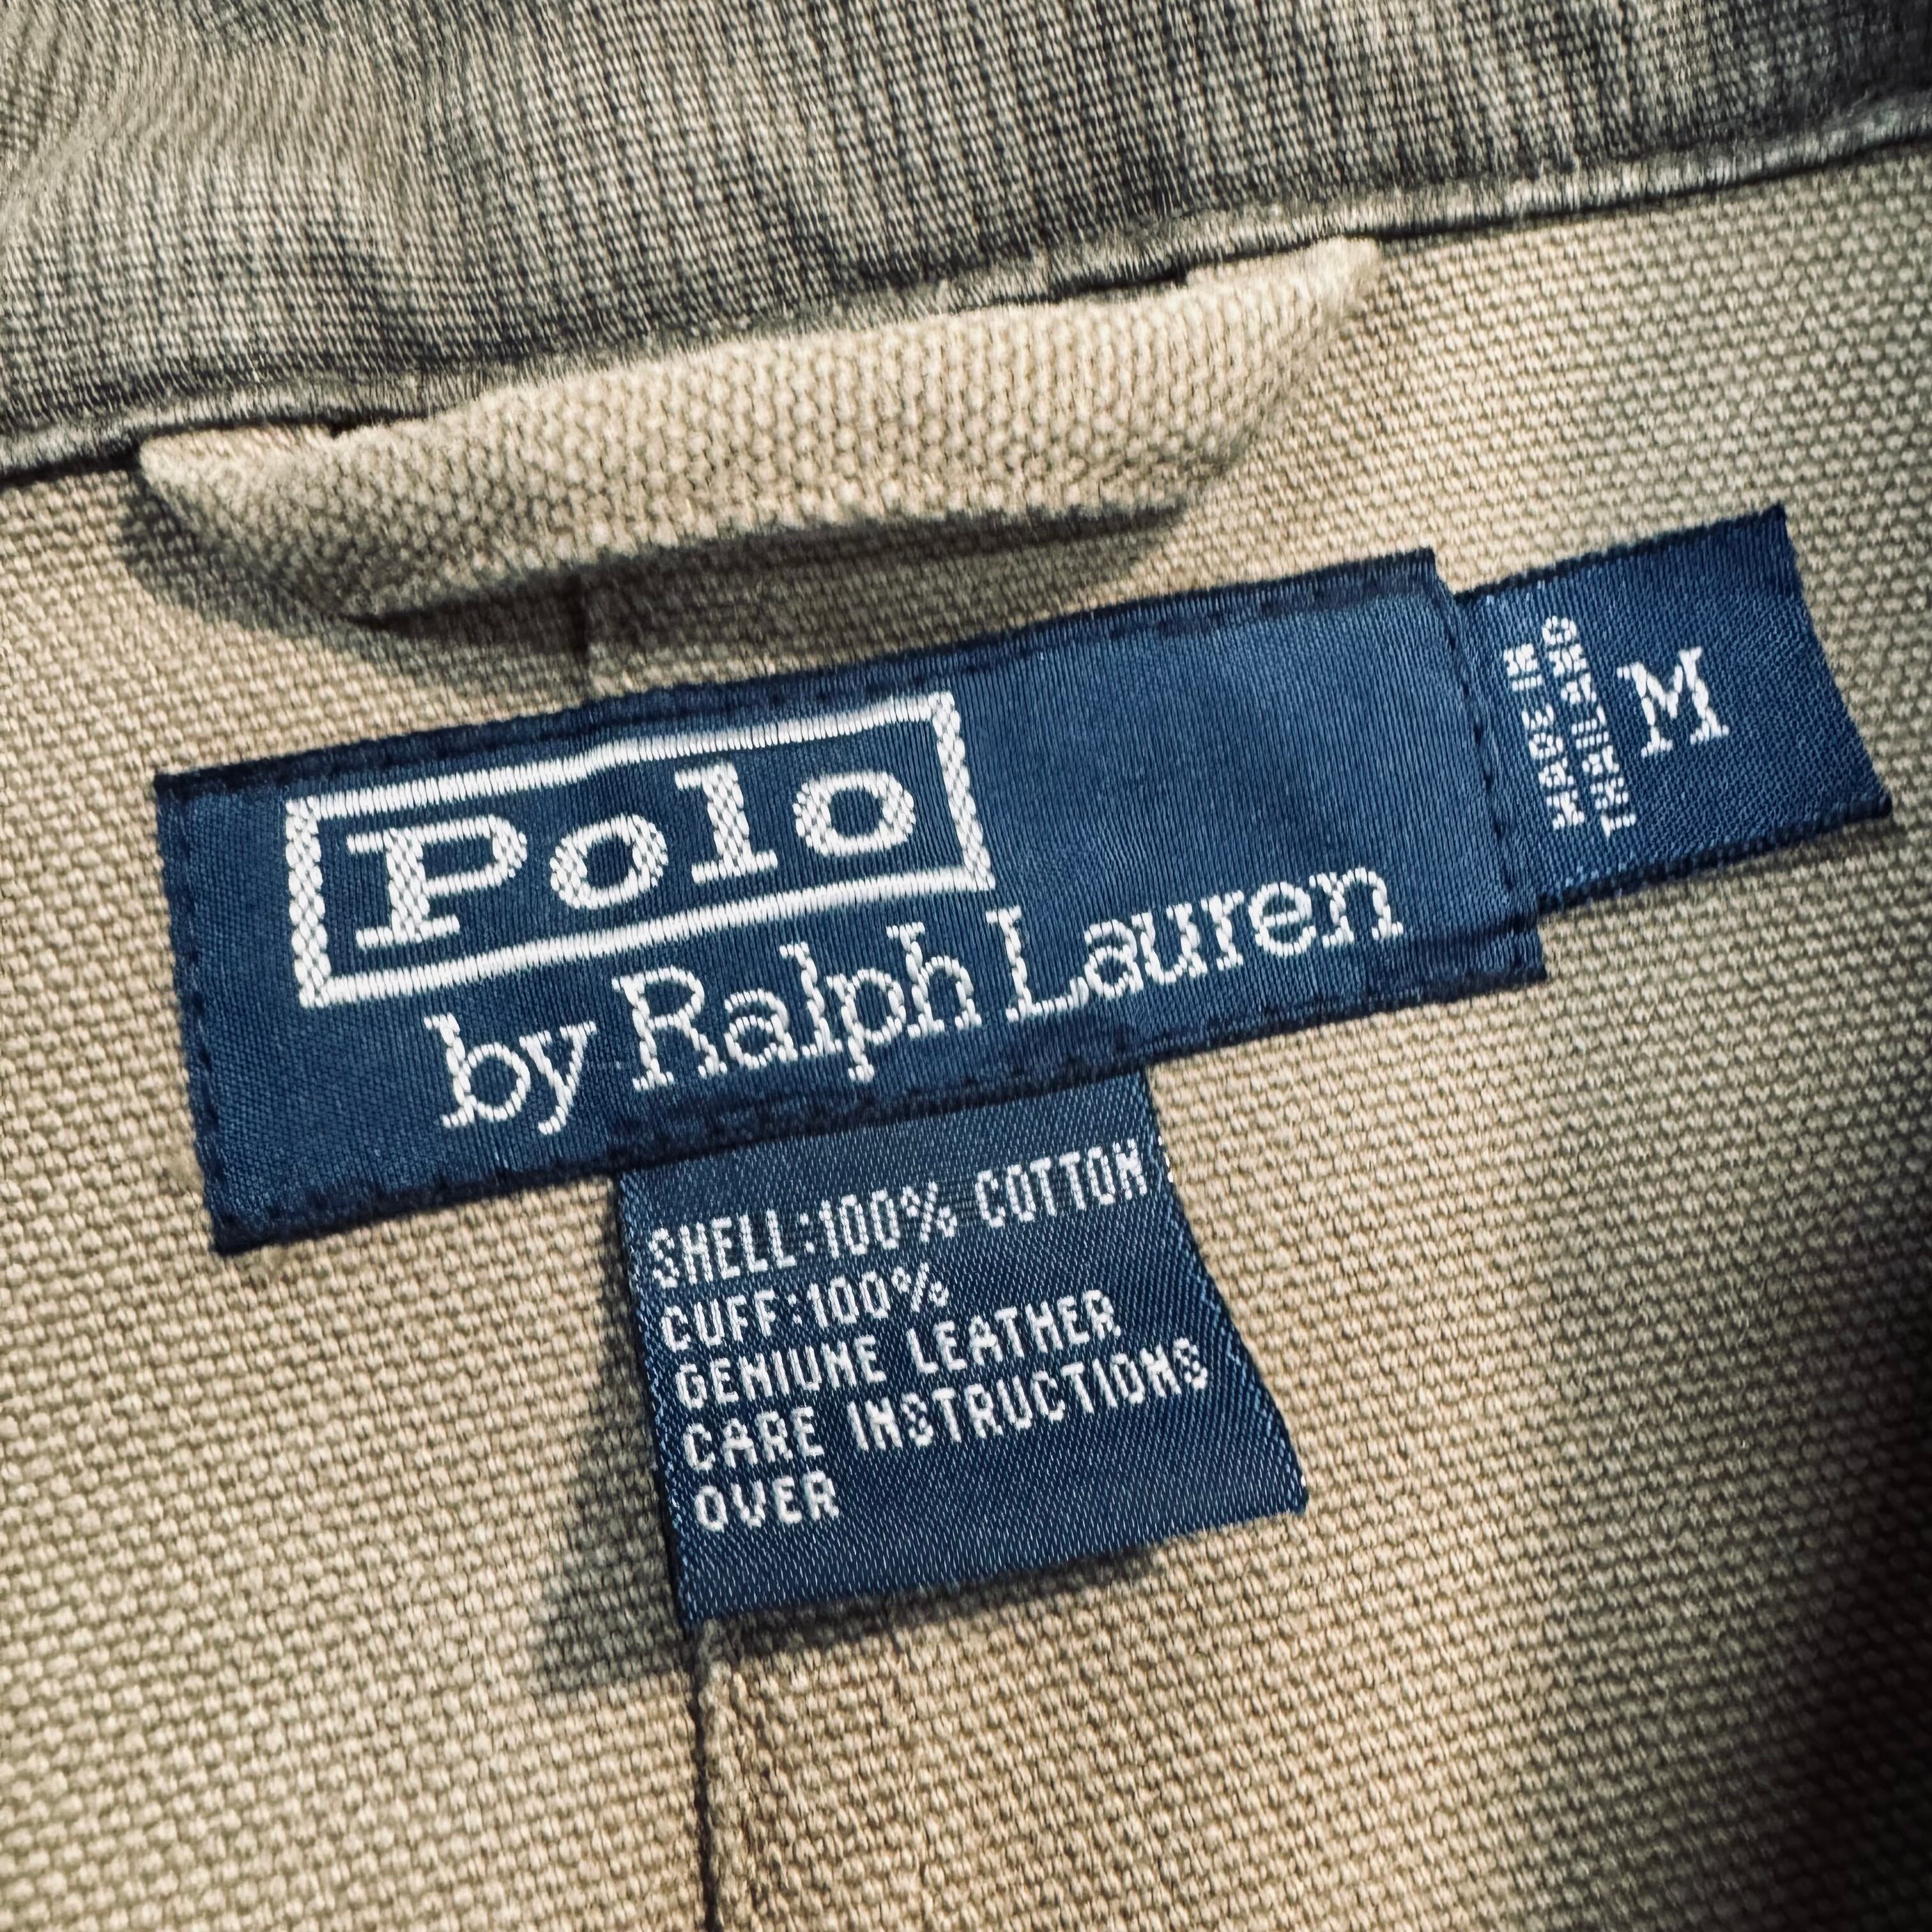 Polo
by Ralph Lauren
MADE IN
THAILAND
M
SHELL:100% COTTON
CUFF:100%
GENIUNE LEATHER
CARE INSTRUCTIONS
OVER